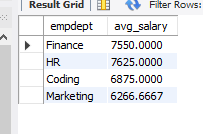 Result Grid Filter Rows:
empdept avg_salary
Finance 7550.0000
HR 7625.0000
Coding 6875.0000
Marketing 6266.6667